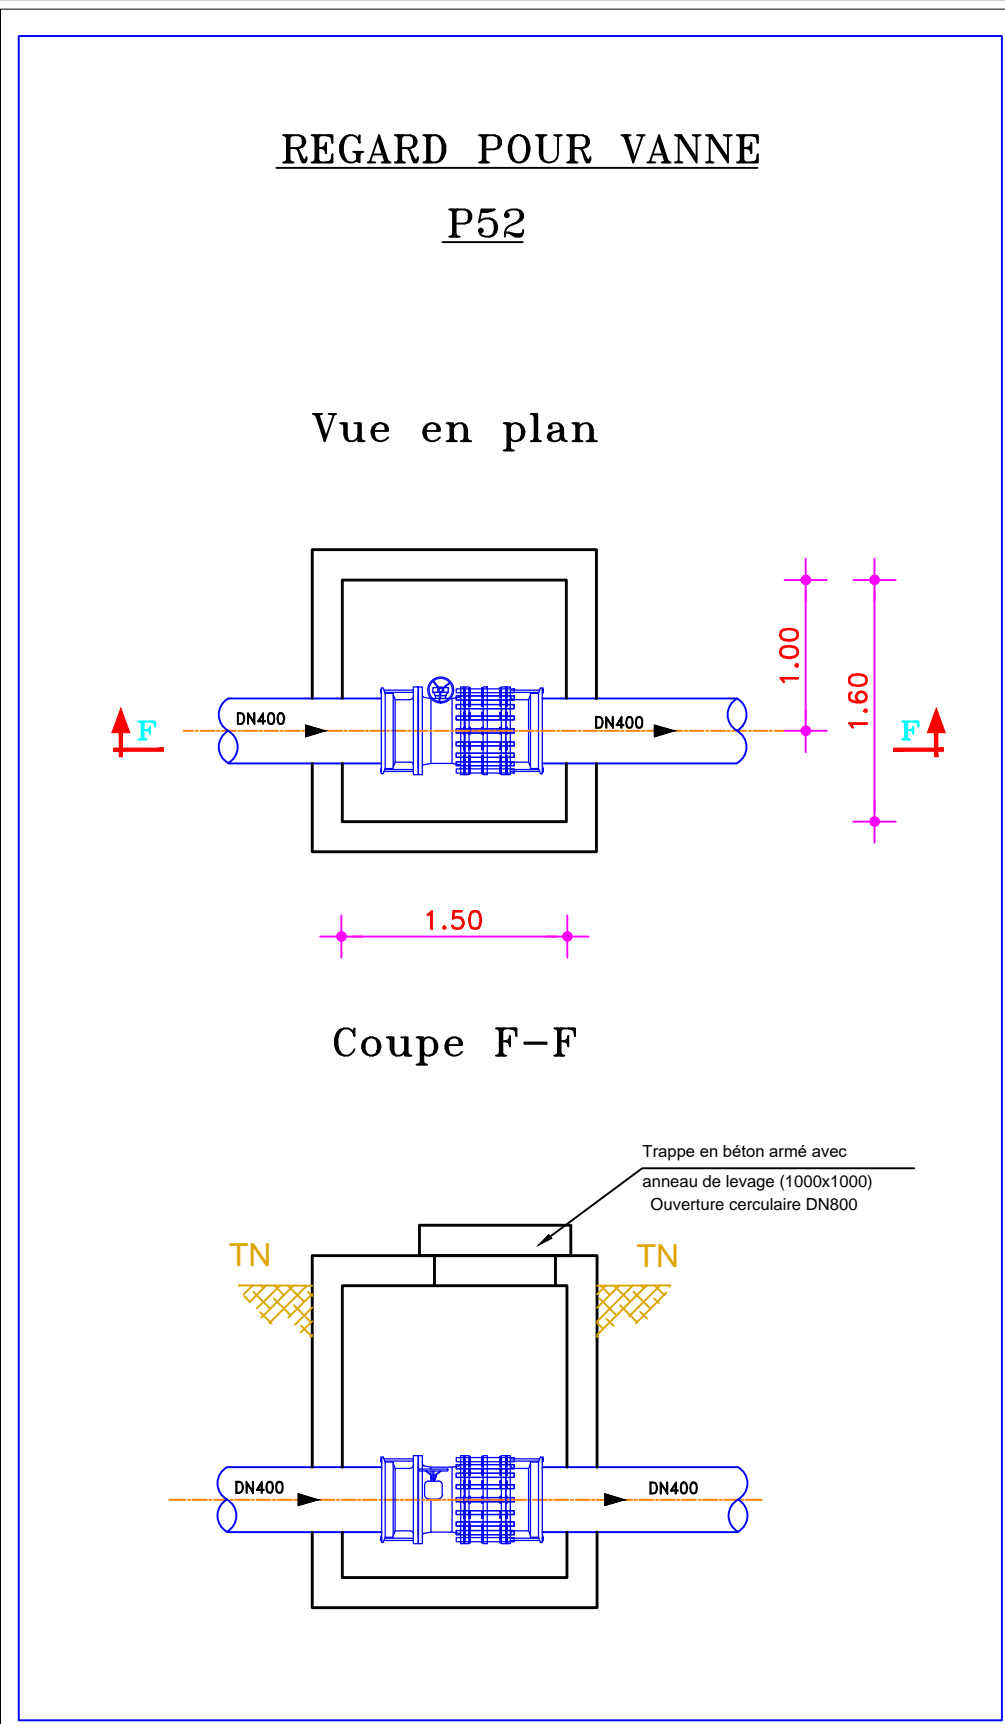 REGARD POUR VANNE
P52
Vue en plan
1.00
1.60
DN400
DN400
F
F
1.50
Coupe F-F
Trappe en béton armé avec
anneau de levage (1000x1000)
Ouverture cerculaire DN800
TN
TN
DN400
DN400